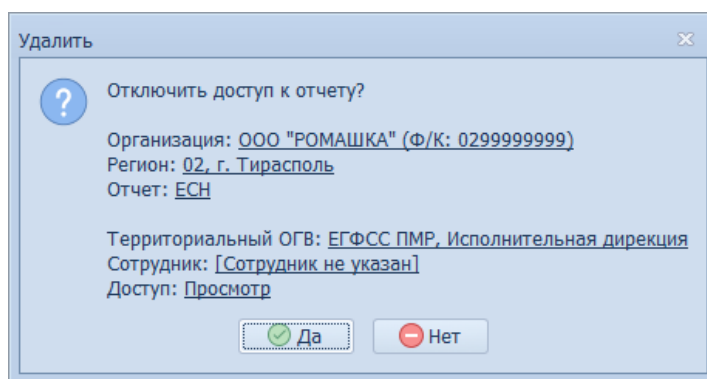 Удалить
Отключить доступ к отчету?
Организация: ООО "РОМАШКА" (Ф/К: 0299999999)
Регион: 02, г. Тирасполь
Отчет: ЕСН
Территориальный ОГВ: ЕГФСС ПМР, Исполнительная дирекция
Сотрудник: [Сотрудник не указан]
Доступ: Просмотр
Да Нет